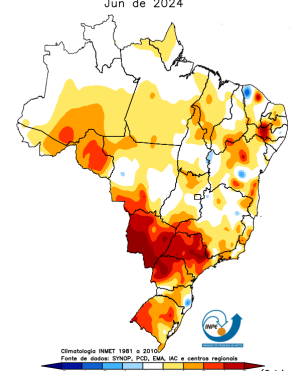 Jun de 2024
INPE
Climatologia INMET 1981 a 2010
Fonte de dados: SYNOP, PCD, EMA, IAC e centros regionais